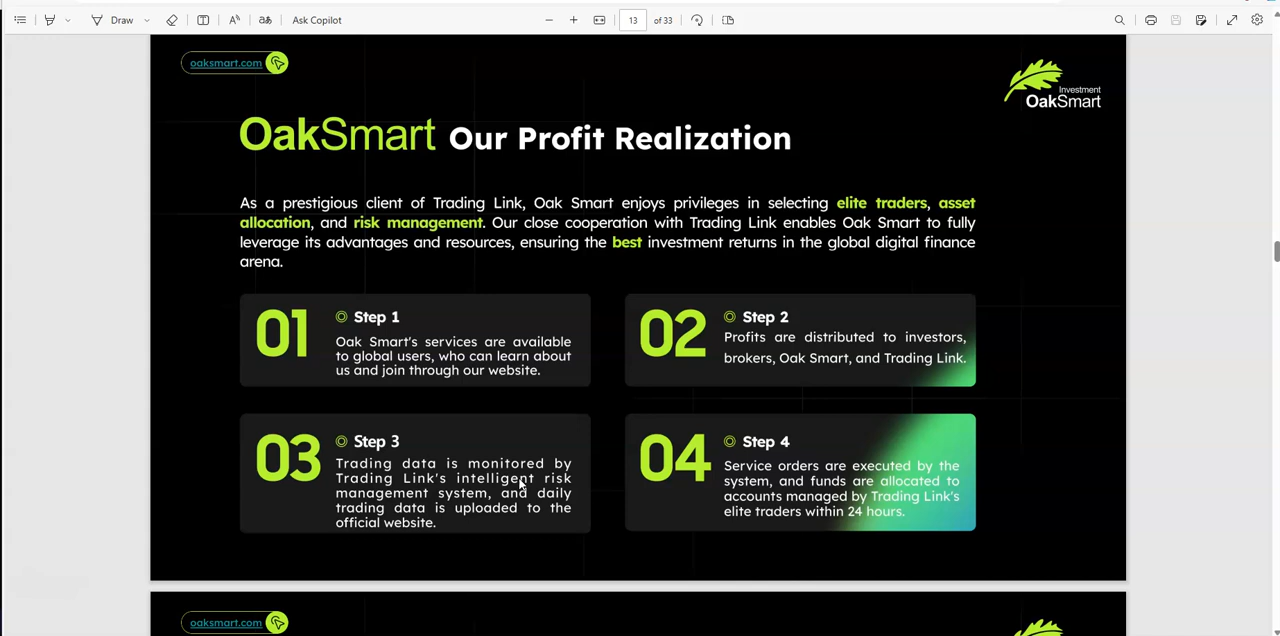 Draw
Ask Copilot
13 of 33
oaksmart.com
Investment
OakSmart
OakSmart Our Profit Realization
As a prestigious client of Trading Link, Oak Smart enjoys privileges in selecting elite traders, asset
allocation, and risk management. Our close cooperation with Trading Link enables Oak Smart to fully
leverage its advantages and resources, ensuring the best investment returns in the global digital finance
arena.
01
Step 1
Oak Smart's services are available
to global users, who can learn about
us and join through our website.
02
Step 2
Profits are distributed to investors,
brokers, Oak Smart, and Trading Link.
03
Step 3
Trading data is monitored by
Trading Link's intelligent risk
management system, and daily
trading data is uploaded to the
official website.
04
Step 4
Service orders are executed by the
system, and funds are allocated to
accounts managed by Trading Link's
elite traders within 24 hours.
oaksmart.com